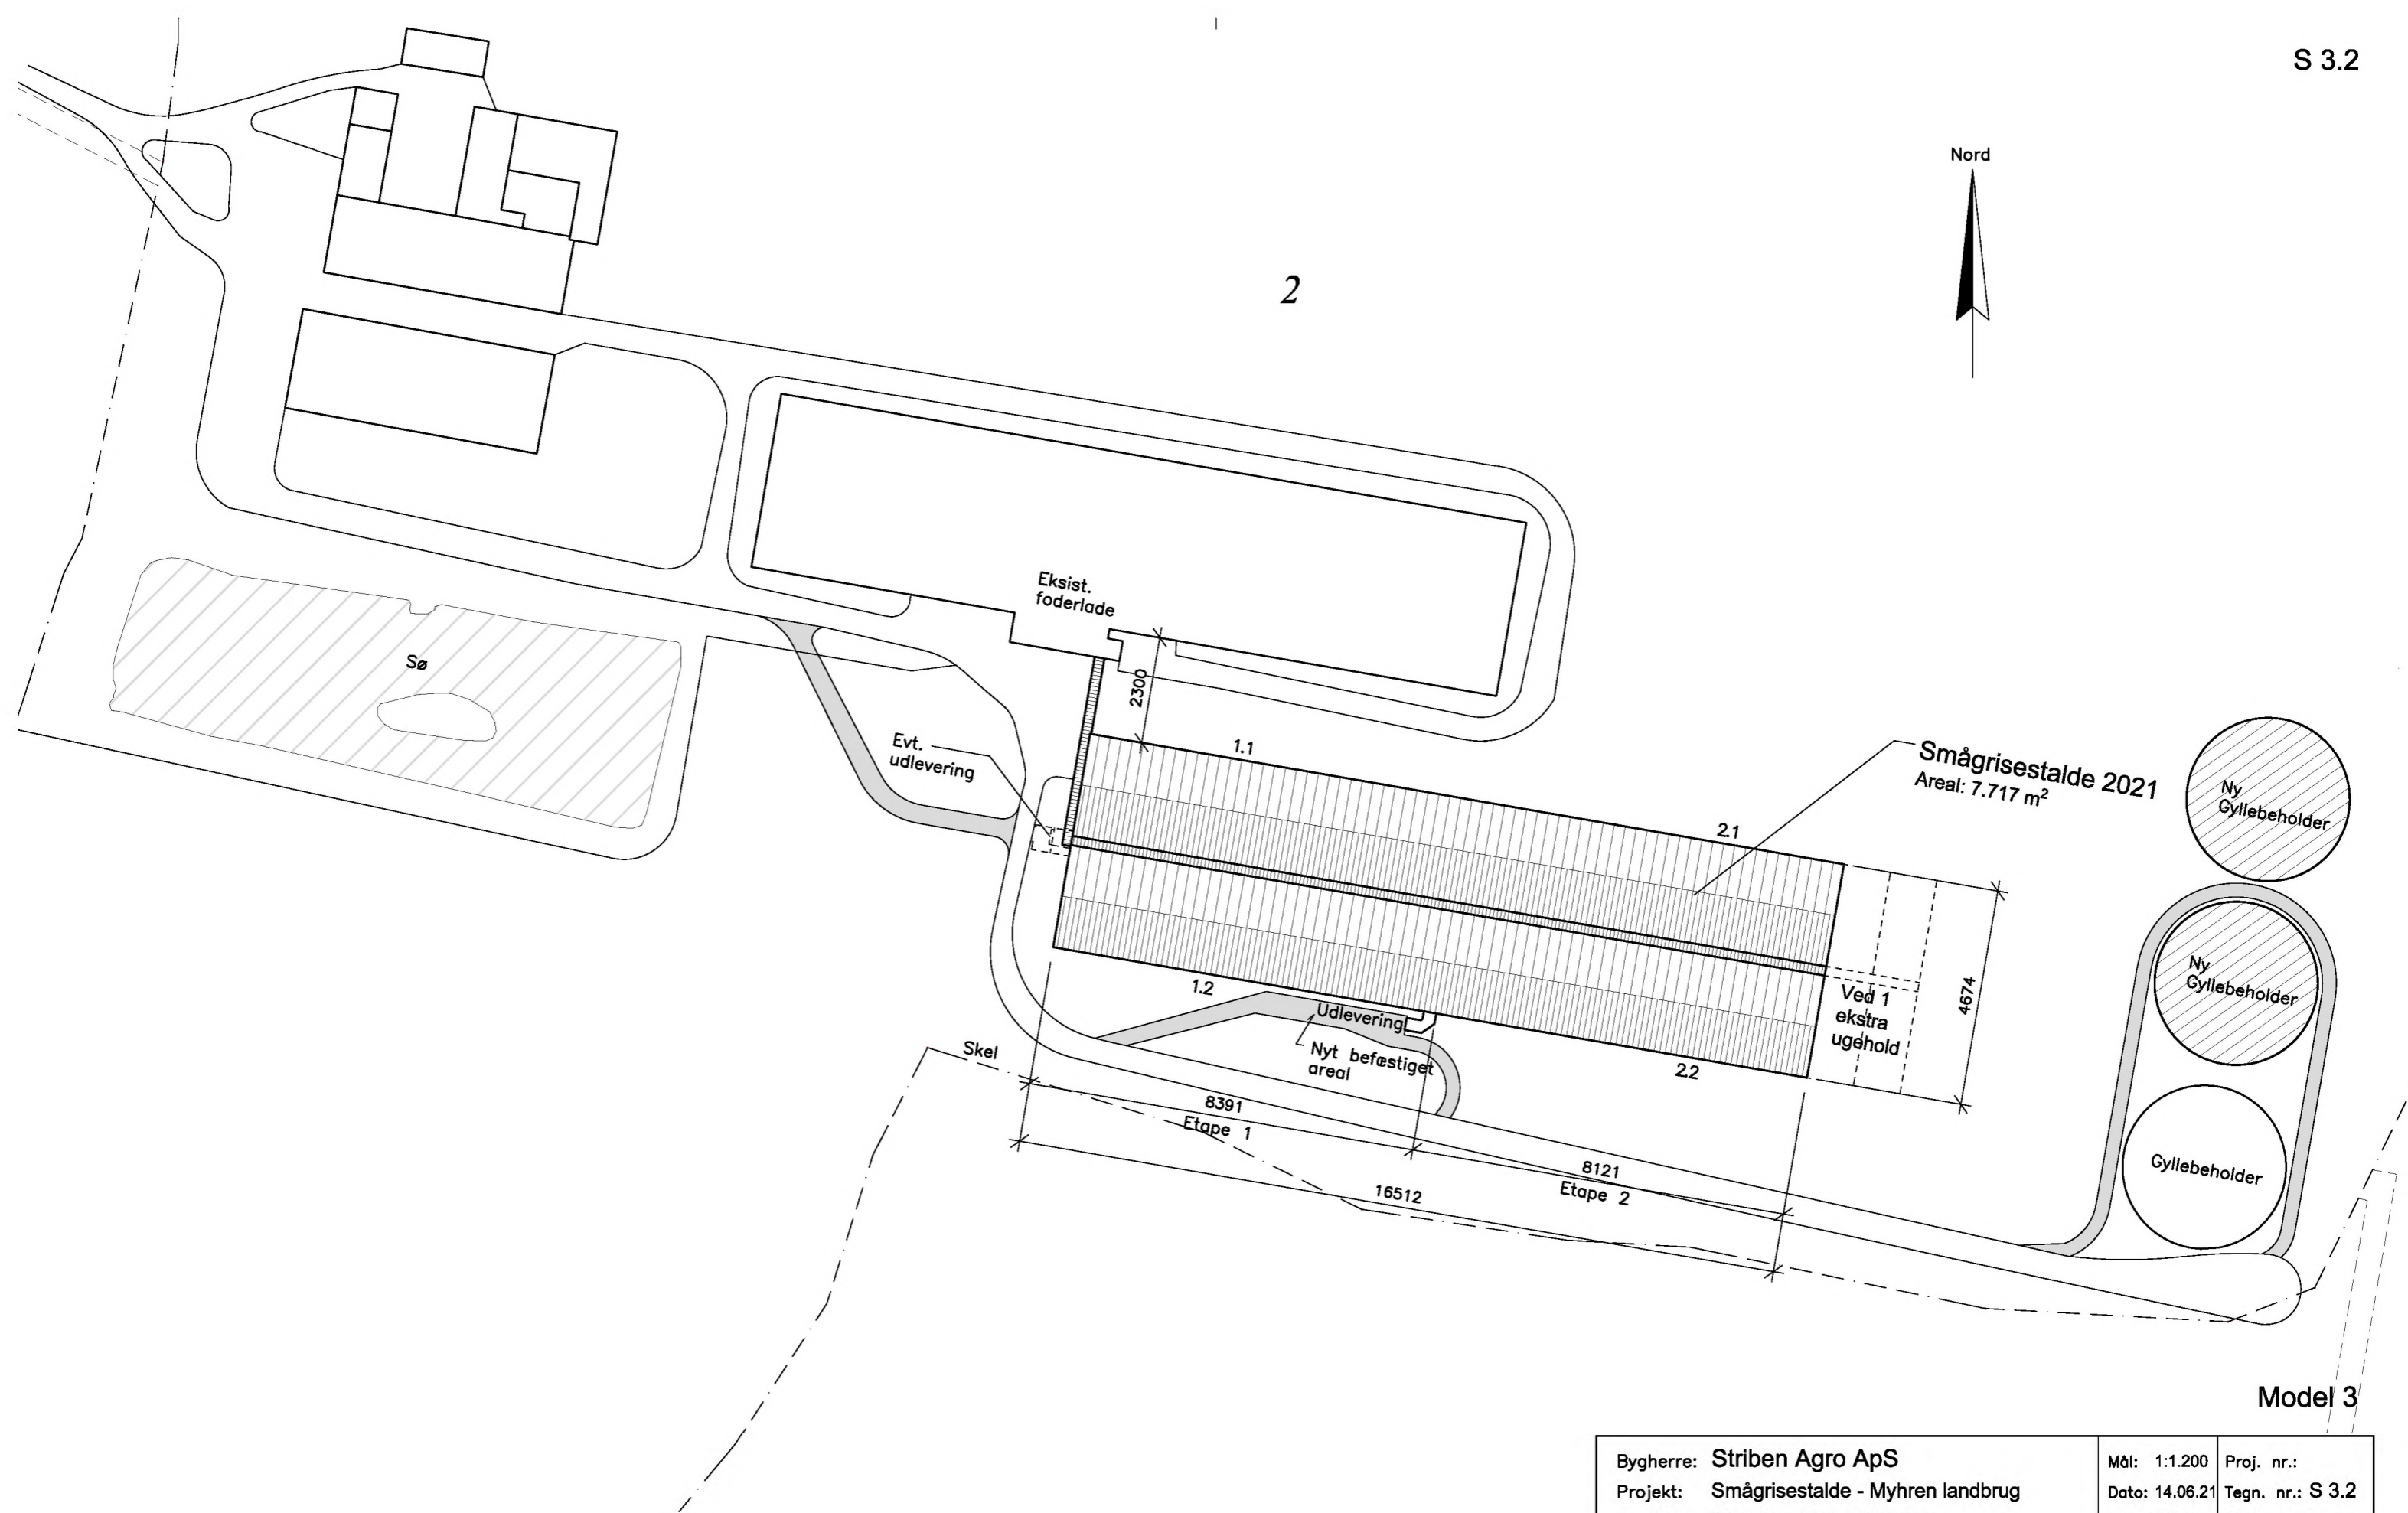 S 3.2
Nord
2
Eksist.
foderlade
Sø
2300
Evt.
udlevering
1.1
Smågrisestalde 2021
Areal: 7.717 m²
Ny
Gyllebeholder
2.1
Ny
Gyllebeholder
1.2
Udlevering
Ved 1
ekstra
ugehold
4674
Skel
Nyt befæstiget
areal
2.2
8391
Etape 1
8121
Etape 2
Gyllebeholder
16512
Model 3
Bygherre: Striben Agro ApS
Mål: 1:1.200
Proj. nr.:
Projekt: Smågrisestalde - Myhren landbrug
Dato: 14.06.21
Tegn. nr.: S 3.2